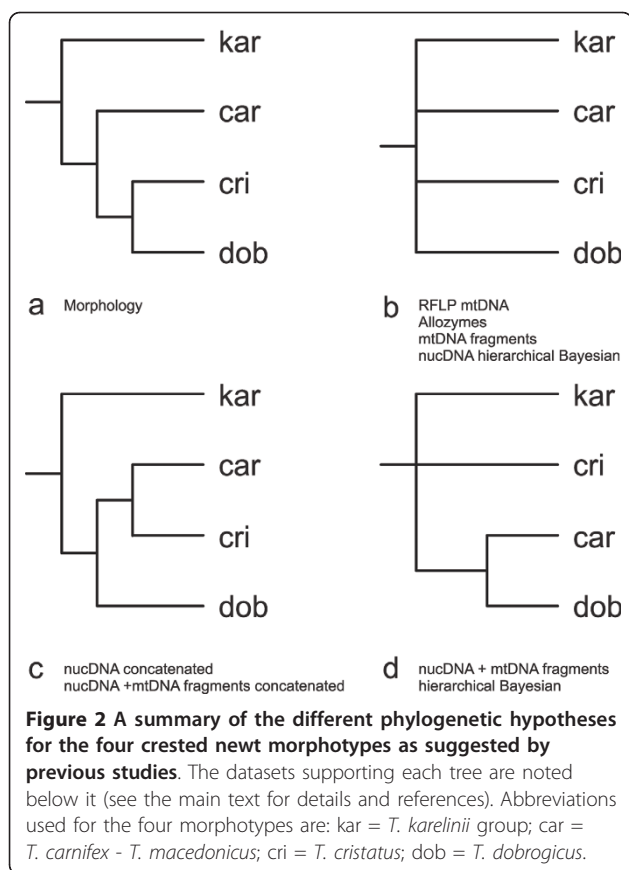 kar
car
cri
dob
a Morphology
kar
car
cri
dob
b RFLP mtDNA
Allozymes
mtDNA fragments
nucDNA hierarchical Bayesian
kar
car
cri
dob
c nucDNA concatenated
nucDNA +mtDNA fragments concatenated
kar
cri
car
dob
d nucDNA + mtDNA fragments
hierarchical Bayesian
Figure 2 A summary of the different phylogenetic hypotheses
for the four crested newt morphotypes as suggested by
previous studies. The datasets supporting each tree are noted
below it (see the main text for details and references). Abbreviations
used for the four morphotypes are: kar = T. karelinii group; car =
T. carnifex - T. macedonicus; cri = T. cristatus; dob = T. dobrogicus.